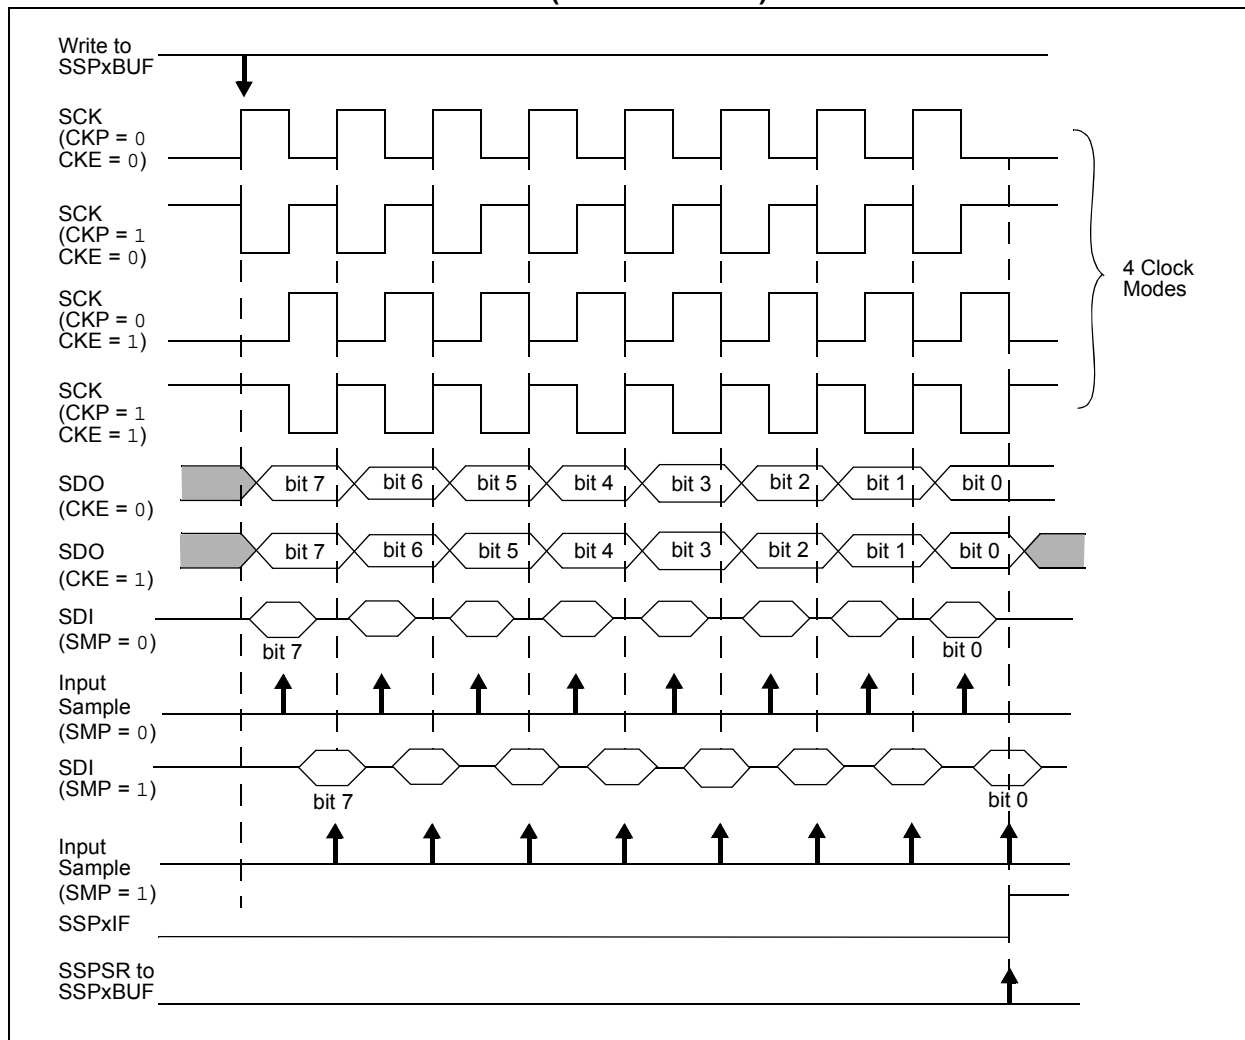 Write to
SSPxBUF
SCK
(CKP = 0
CKE = 0)
SCK
(CKP = 1
CKE = 0)
4 Clock
Modes
SCK
(CKP = 0
CKE = 1)
SCK
(CKP = 1
CKE = 1)
SDO
(CKE = 0)
bit 7 bit 6 bit 5 bit 4 bit 3 bit 2 bit 1 bit 0
SDO
(CKE = 1)
bit 7 bit 6 bit 5 bit 4 bit 3 bit 2 bit 1 bit 0
SDI
(SMP = 0)
bit 7 bit 0
Input
Sample
(SMP = 0)
SDI
(SMP = 1)
bit 7 bit 0
Input
Sample
(SMP = 1)
SSPxIF
SSPSR to
SSPxBUF